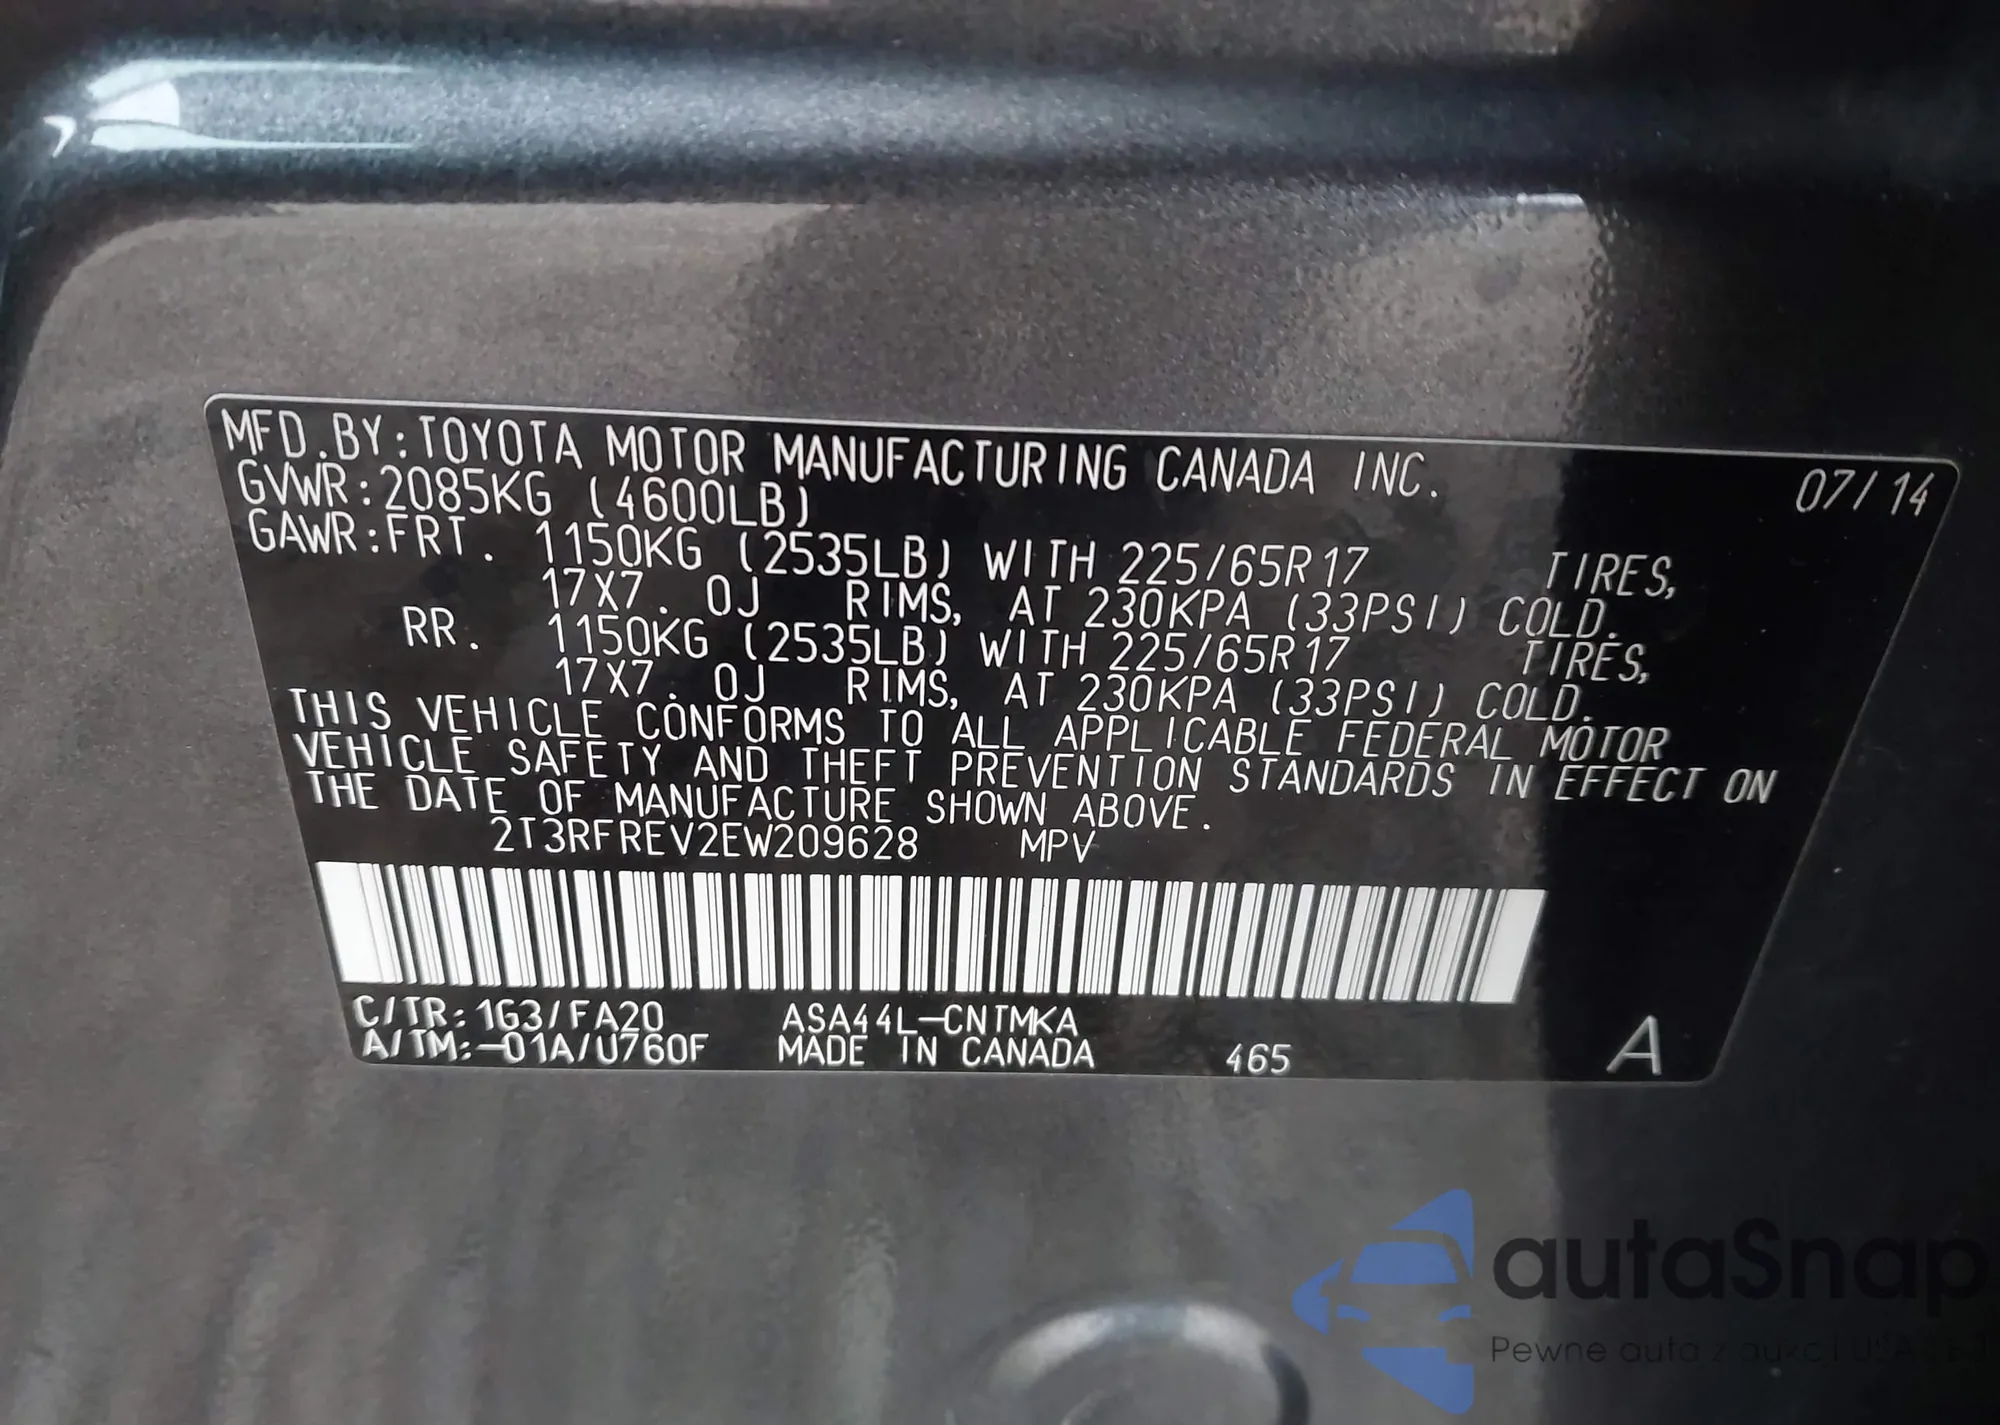 MFD.BY:TOYOTA MOTOR MANUFACTURING CANADA INC. 07/14
GVWR:2085KG (4600LB)
GAWR:FRT. 1150KG (2535LB) WITH 225/65R17 TIRES,
17X7.0J RIMS, AT 230KPA (33PSI) COLD.
RR. 1150KG (2535LB) WITH 225/65R17 TIRES,
17X7.0J RIMS, AT 230KPA (33PSI) COLD.
THIS VEHICLE CONFORMS TO ALL APPLICABLE FEDERAL MOTOR
VEHICLE SAFETY AND THEFT PREVENTION STANDARDS IN EFFECT ON
THE DATE OF MANUFACTURE SHOWN ABOVE.
2T3RFREV2EW209628 MPV
C/TR:1G3/FA20 ASA44L-CNTMKA
A/TM:-01A/U760F MADE IN CANADA 465 A
autaSnap
Pewne auta z aukcji USA